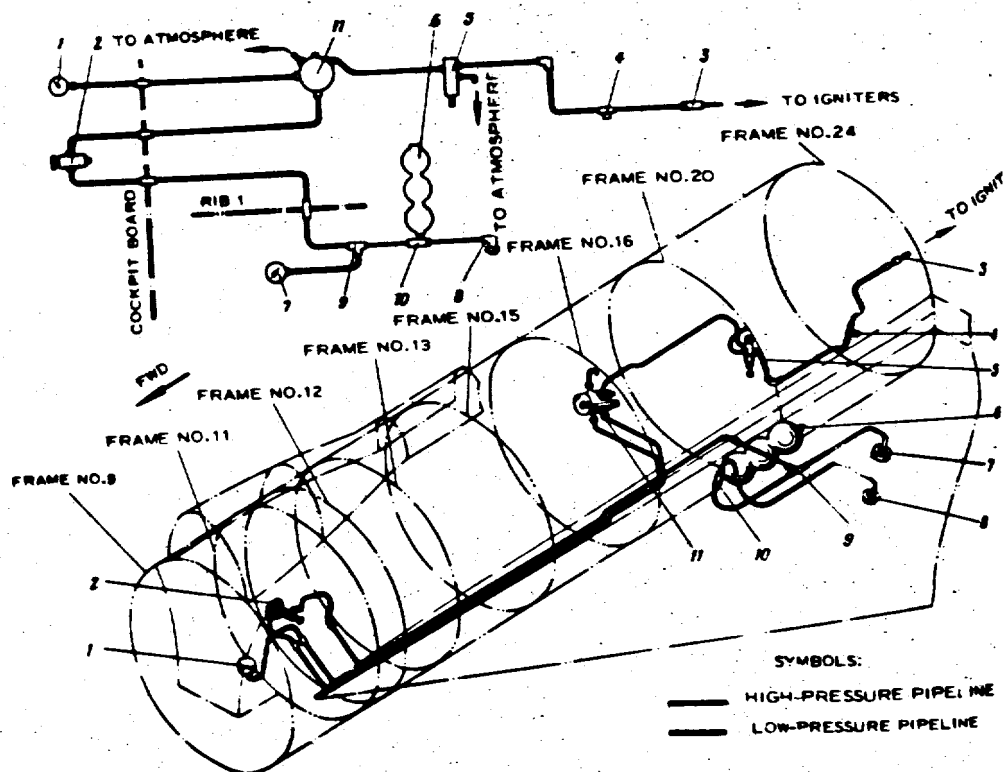 1
2
TO ATMOSPHERE
11
6
5
4
3
TO IGNITERS
TO ATMOSPHERE
COCKPIT BOARD
RIB 1
7
9
10
8
FRAME NO.24
FRAME NO.20
FRAME NO.16
FRAME NO.15
FRAME NO.13
FRAME NO.12
FRAME NO.11
FRAME NO.9
FWD
TO IGNIT
3
4
5
6
7
8
9
10
11
2
1
SYMBOLS:
HIGH-PRESSURE PIPELINE
LOW-PRESSURE PIPELINE